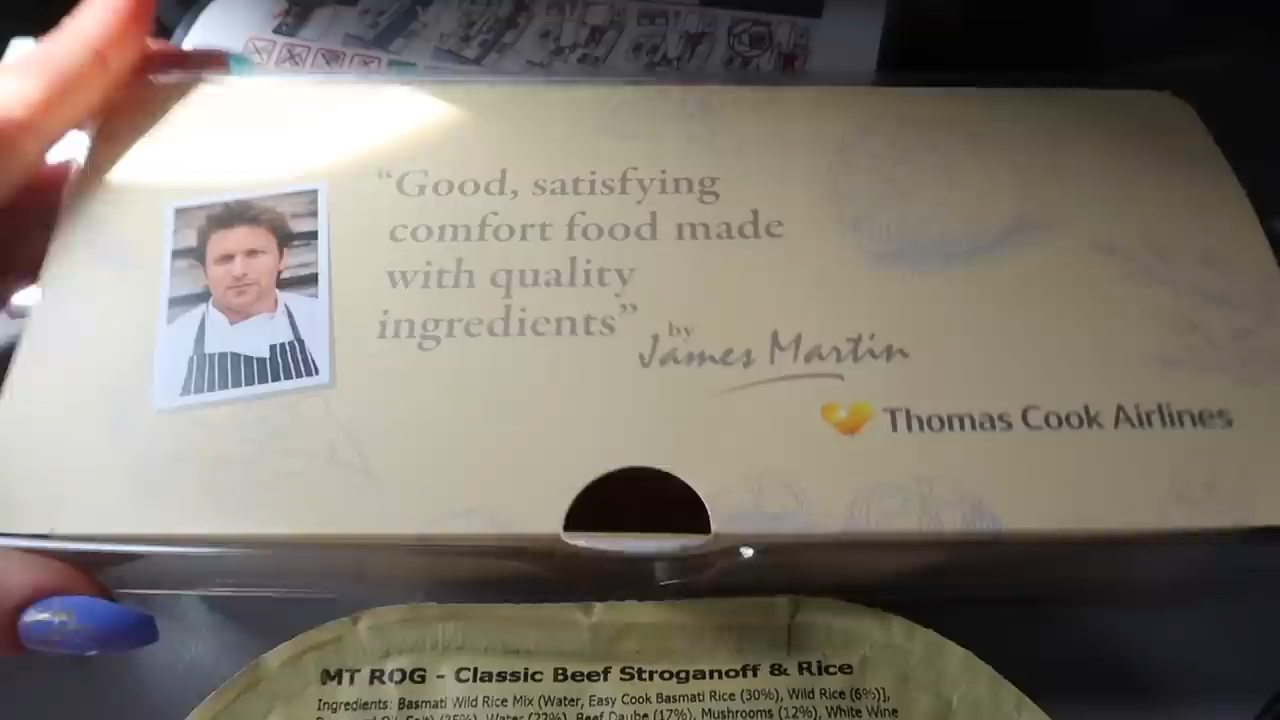 “Good, satisfying
comfort food made
with quality
ingredients”
by
James Martin
Thomas Cook Airlines
MT ROG - Classic Beef Stroganoff & Rice
Ingredients: Basmati Wild Rice Mix (Water, Easy Cook Basmati Rice (30%), Wild Rice (6%)],
Water (22%), Beef Daube (17%), Mushrooms (12%), White Wine